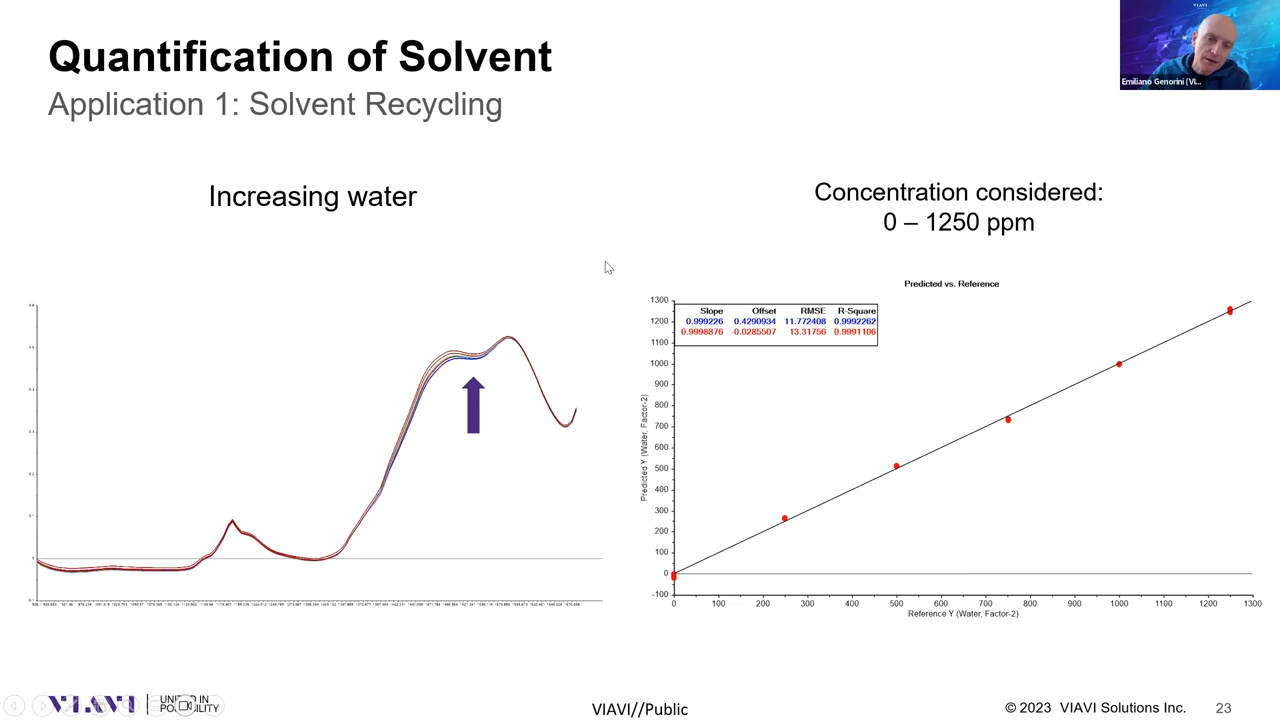 Quantification of Solvent
Application 1: Solvent Recycling
VIAVI
Emiliano Genorini (VI...
Increasing water
Concentration considered:
0 – 1250 ppm
Predicted vs. Reference
Slope Offset RMSE R-Square
0.999226 0.4290934 11.772408 0.9992262
0.9998876 -0.0285507 13.31756 0.9991106
1300
1200
1100
1000
900
800
700
600
500
400
300
200
100
0
-100
Predicted Y (Water, Factor-2)
0 100 200 300 400 500 600 700 800 900 1000 1100 1200 1300
Reference Y (Water, Factor-2)
VIAVI
VIAVI//Public
© 2023 VIAVI Solutions Inc. 23